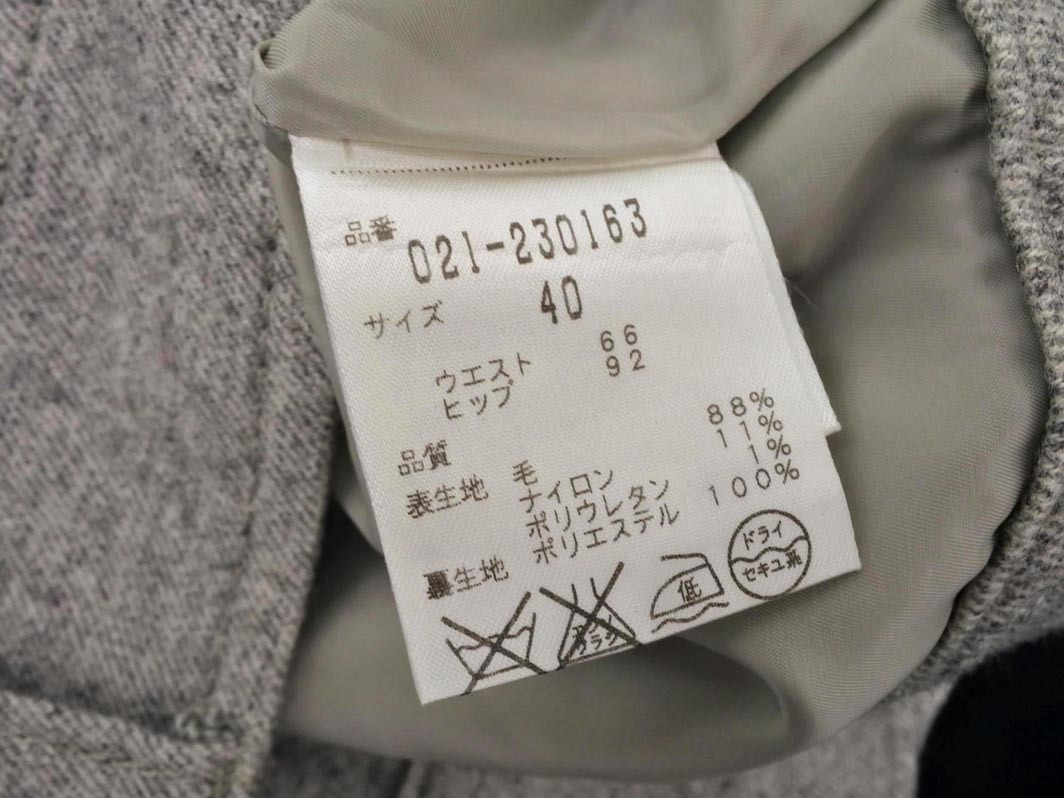 品番 021-230163
サイズ 40
ウエスト 66
ヒップ 92
品質
表生地 毛 88%
ナイロン 11%
ポリウレタン 1%
裏生地 ポリエステル 100%
低
ドライ
セキユ系